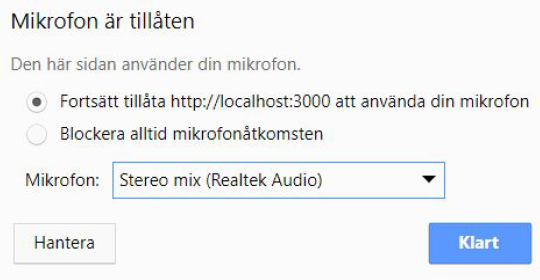 Mikrofon är tillåten
Den här sidan använder din mikrofon.
Fortsätt tillåta http://localhost:3000 att använda din mikrofon
Blockera alltid mikrofonåtkomsten
Mikrofon: Stereo mix (Realtek Audio)
Hantera Klart